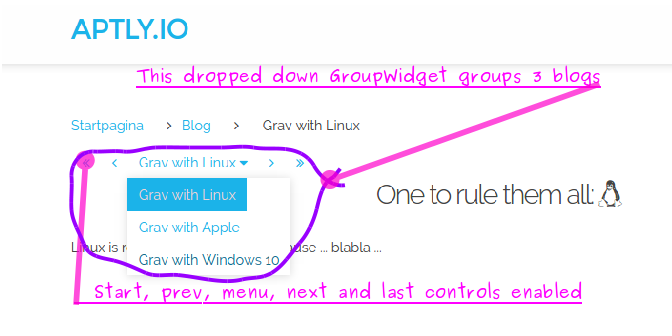 APTLY.IO
This dropped down GroupWidget groups 3 blogs
Startpagina > Blog > Grav with Linux
« ‹ Grav with Linux ▾ › »
Grav with Linux
One to rule them all:
Grav with Apple
Linux is r use ... blabla ...
Grav with Windows 10
Start, prev, menu, next and last controls enabled